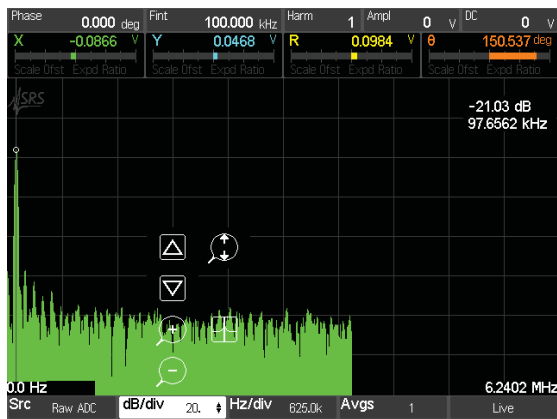 Phase 0.000 deg Fint 100.000 kHz Harm 1 Ampl 0 V DC 0 V
X -0.0866 V Y 0.0468 V R 0.0984 V θ 150.537 deg
Scale Ofst Expd Ratio Scale Ofst Expd Ratio Scale Ofst Expd Ratio Scale Ofst Expd Ratio
SRS
-21.03 dB
97.6562 kHz
0.0 Hz 6.2402 MHz
Src Raw ADC dB/div 20. Hz/div 625.0k Avgs 1 Live